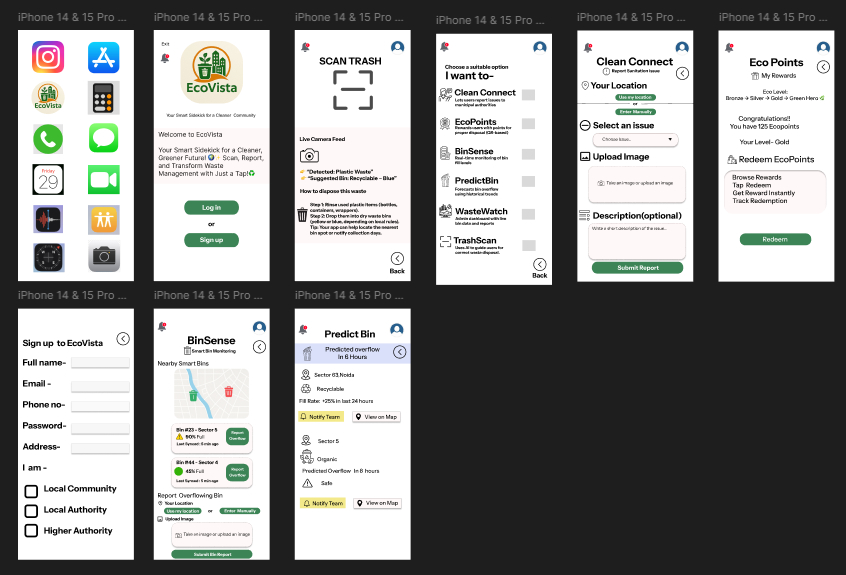 iPhone 14 & 15 Pro ...
EcoVista
Friday
29
iPhone 14 & 15 Pro ...
Exit
EcoVista
Your Smart Sidekick for a Cleaner Community
Welcome to EcoVista
Your Smart Sidekick for a Cleaner,
Greener Future! 🌍✨ Scan, Report,
and Transform Waste
Management with Just a Tap!♻
Log in
or
Sign up
iPhone 14 & 15 Pro ...
SCAN TRASH
Live Camera Feed
👉 "Detected: Plastic Waste"
👉 "Suggested Bin: Recyclable – Blue"
How to dispose this waste
Step 1: Rinse used plastic items (bottles,
containers, wrappers).
Step 2: Drop them into dry waste bins
(yellow or blue, depending on local rules).
Tip: Your app can help locate the nearest
bin spot or notify collection days.
Back
iPhone 14 & 15 Pro ...
Choose a suitable option
I want to-
Clean Connect
Lets users report issues to
municipal authorities
EcoPoints
Rewards users with points for
proper disposal (QR-based)
BinSense
Real-time monitoring of bin
fill levels
PredictBin
Forecasts bin overflow
using historical trends
WasteWatch
Admin dashboard with live
bin data and reports
TrashScan
Uses AI to guide users for
correct waste disposal.
Back
iPhone 14 & 15 Pro ...
Clean Connect
Report Sanitation issue
Your Location
Use my location
or
Enter Manually
Select an issue
Choose issue..
Upload Image
Take an image or upload an image
Description(optional)
Write a short description of the issue...
Submit Report
iPhone 14 & 15 Pro ...
Eco Points
My Rewards
Eco Level:
Bronze → Silver → Gold → Green Hero 🌿
Congratulations!!
You have 125 Ecopoints
Your Level- Gold
Redeem EcoPoints
Browse Rewards
Tap Redeem
Get Reward Instantly
Track Redemption
Redeem
iPhone 14 & 15 Pro ...
Sign up to EcoVista
Full name-
Email -
Phone no-
Password-
Address-
I am -
Local Community
Local Authority
Higher Authority
iPhone 14 & 15 Pro ...
BinSense
Smart Bin Monitoring
Nearby Smart Bins
Bin #23 – Sector 5
90% Full
Last Synced : 5 min ago
Report
Overflow
Bin #44 – Sector 4
45% Full
Last Synced : 5 min ago
Report
Overflow
Report Overflowing Bin
Your Location
Use my location
or
Enter Manually
Upload Image
Take an image or upload an image
Submit Bin Report
iPhone 14 & 15 Pro ...
Predict Bin
Predicted overflow
In 6 Hours
Sector 63,Noida
Recyclable
Fill Rate: +25% in last 24 hours
Notify Team
View on Map
Sector 5
Organic
Predicted Overflow In 8 hours
Safe
Notify Team
View on Map